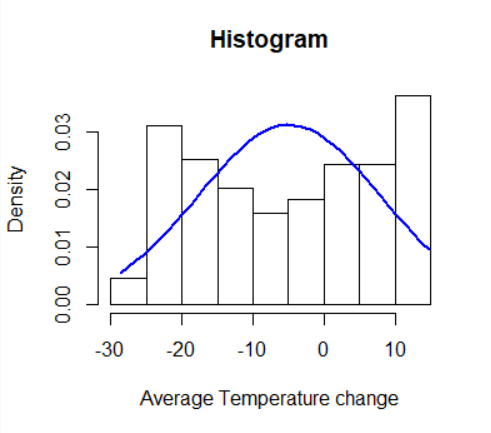 Histogram
Density
0.00 0.01 0.02 0.03
-30 -20 -10 0 10
Average Temperature change